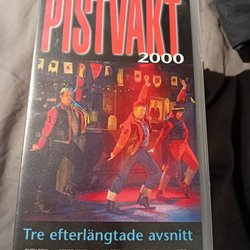 PISTVAKT
2000
Tre efterlängtade avsnitt